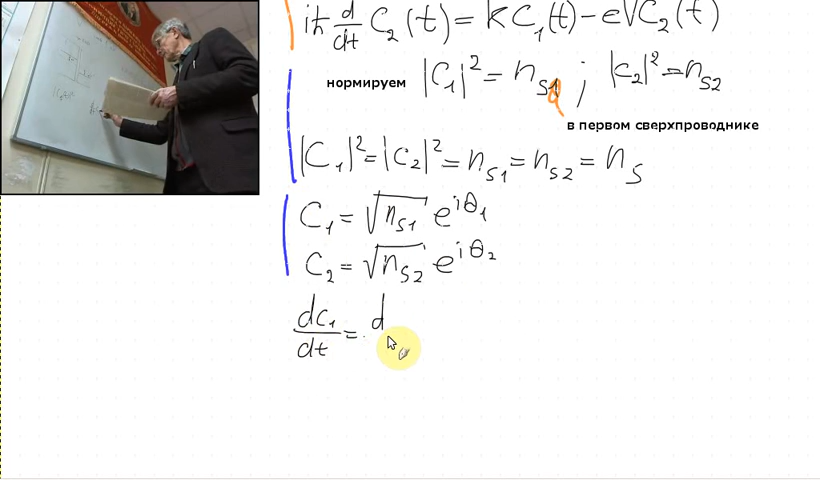 iħ d/dt C₂(t) = KC₁(t) − eVC₂(t)
нормируем |C₁|² = n_S1 ; |C₂|² = n_S2
в первом сверхпроводнике
|C₁|² = |C₂|² = n_S1 = n_S2 = n_S
C₁ = √n_S1 e^iθ₁
C₂ = √n_S2 e^iθ₂
dC₁/dt = d